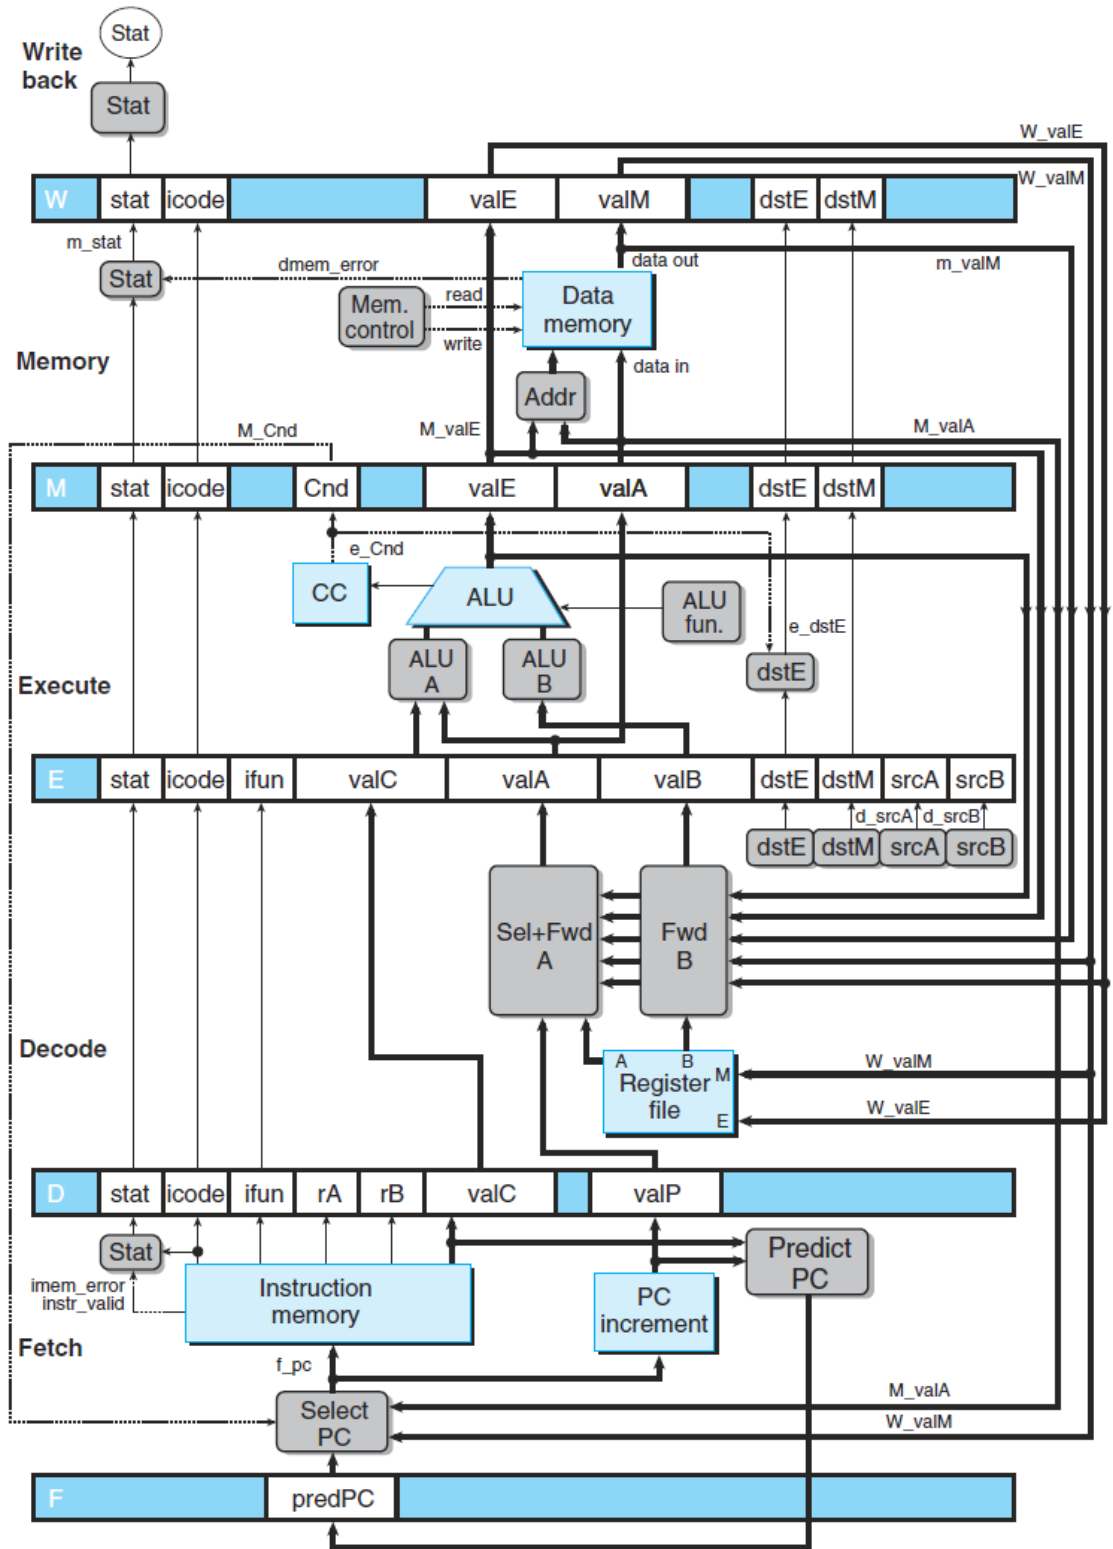 Stat
Write
back
Stat
W_valE
W_valM
W stat icode valE valM dstE dstM
m_stat
dmem_error
data out
m_valM
Stat
read
Mem.
control
write
Data
memory
Memory
data in
Addr
M_Cnd
M_valE
M_valA
M stat icode Cnd valE valA dstE dstM
e_Cnd
CC
ALU
ALU
fun.
e_dstE
ALU
A
ALU
B
dstE
Execute
E stat icode ifun valC valA valB dstE dstM srcA srcB
d_srcA d_srcB
dstE dstM srcA srcB
Sel+Fwd
A
Fwd
B
Decode
A B
M
Register
file
E
W_valM
W_valE
D stat icode ifun rA rB valC valP
Stat
imem_error
instr_valid
Instruction
memory
PC
increment
Predict
PC
Fetch
f_pc
Select
PC
M_valA
W_valM
F predPC